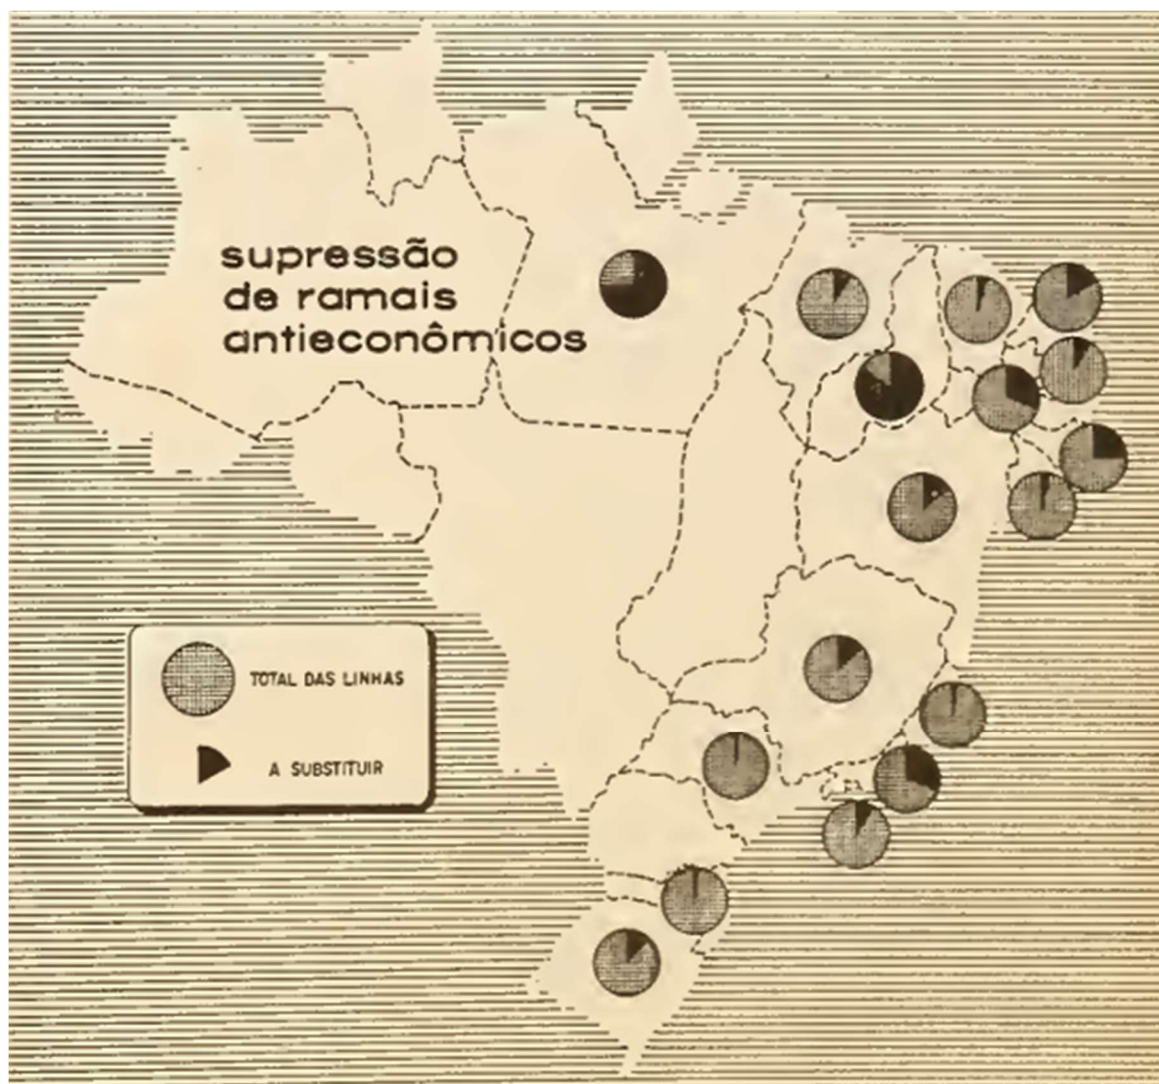 supressão
de ramais
antieconômicos
TOTAL DAS LINHAS
A SUBSTITUIR